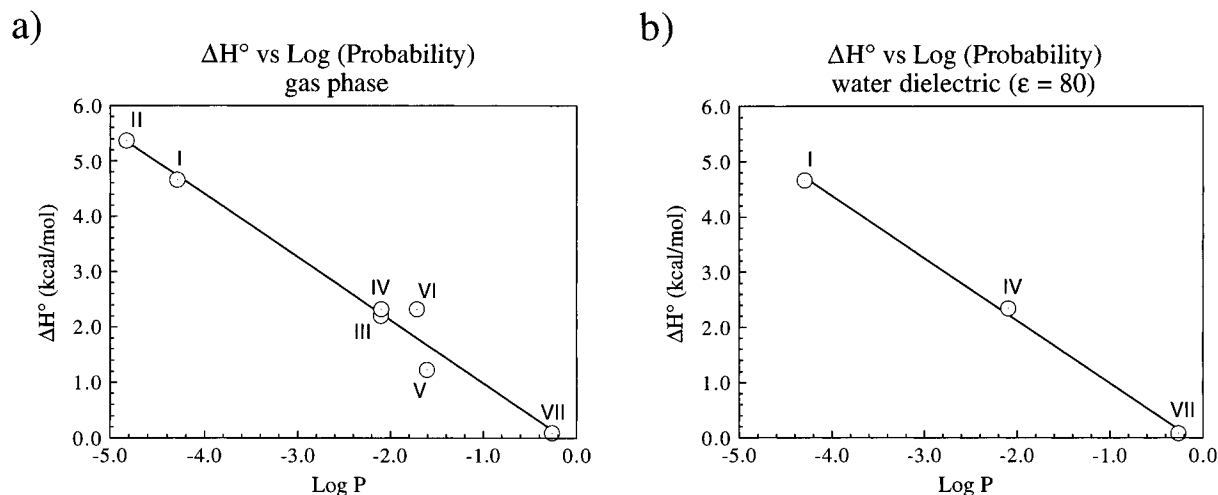 a)
ΔH° vs Log (Probability)
gas phase
ΔH° (kcal/mol)
6.0
5.0
4.0
3.0
2.0
1.0
0.0
II
I
IV
VI
III
V
VII
-5.0 -4.0 -3.0 -2.0 -1.0 0.0
Log P
b)
ΔH° vs Log (Probability)
water dielectric (ε = 80)
ΔH° (kcal/mol)
6.0
5.0
4.0
3.0
2.0
1.0
0.0
I
IV
VII
-5.0 -4.0 -3.0 -2.0 -1.0 0.0
Log P